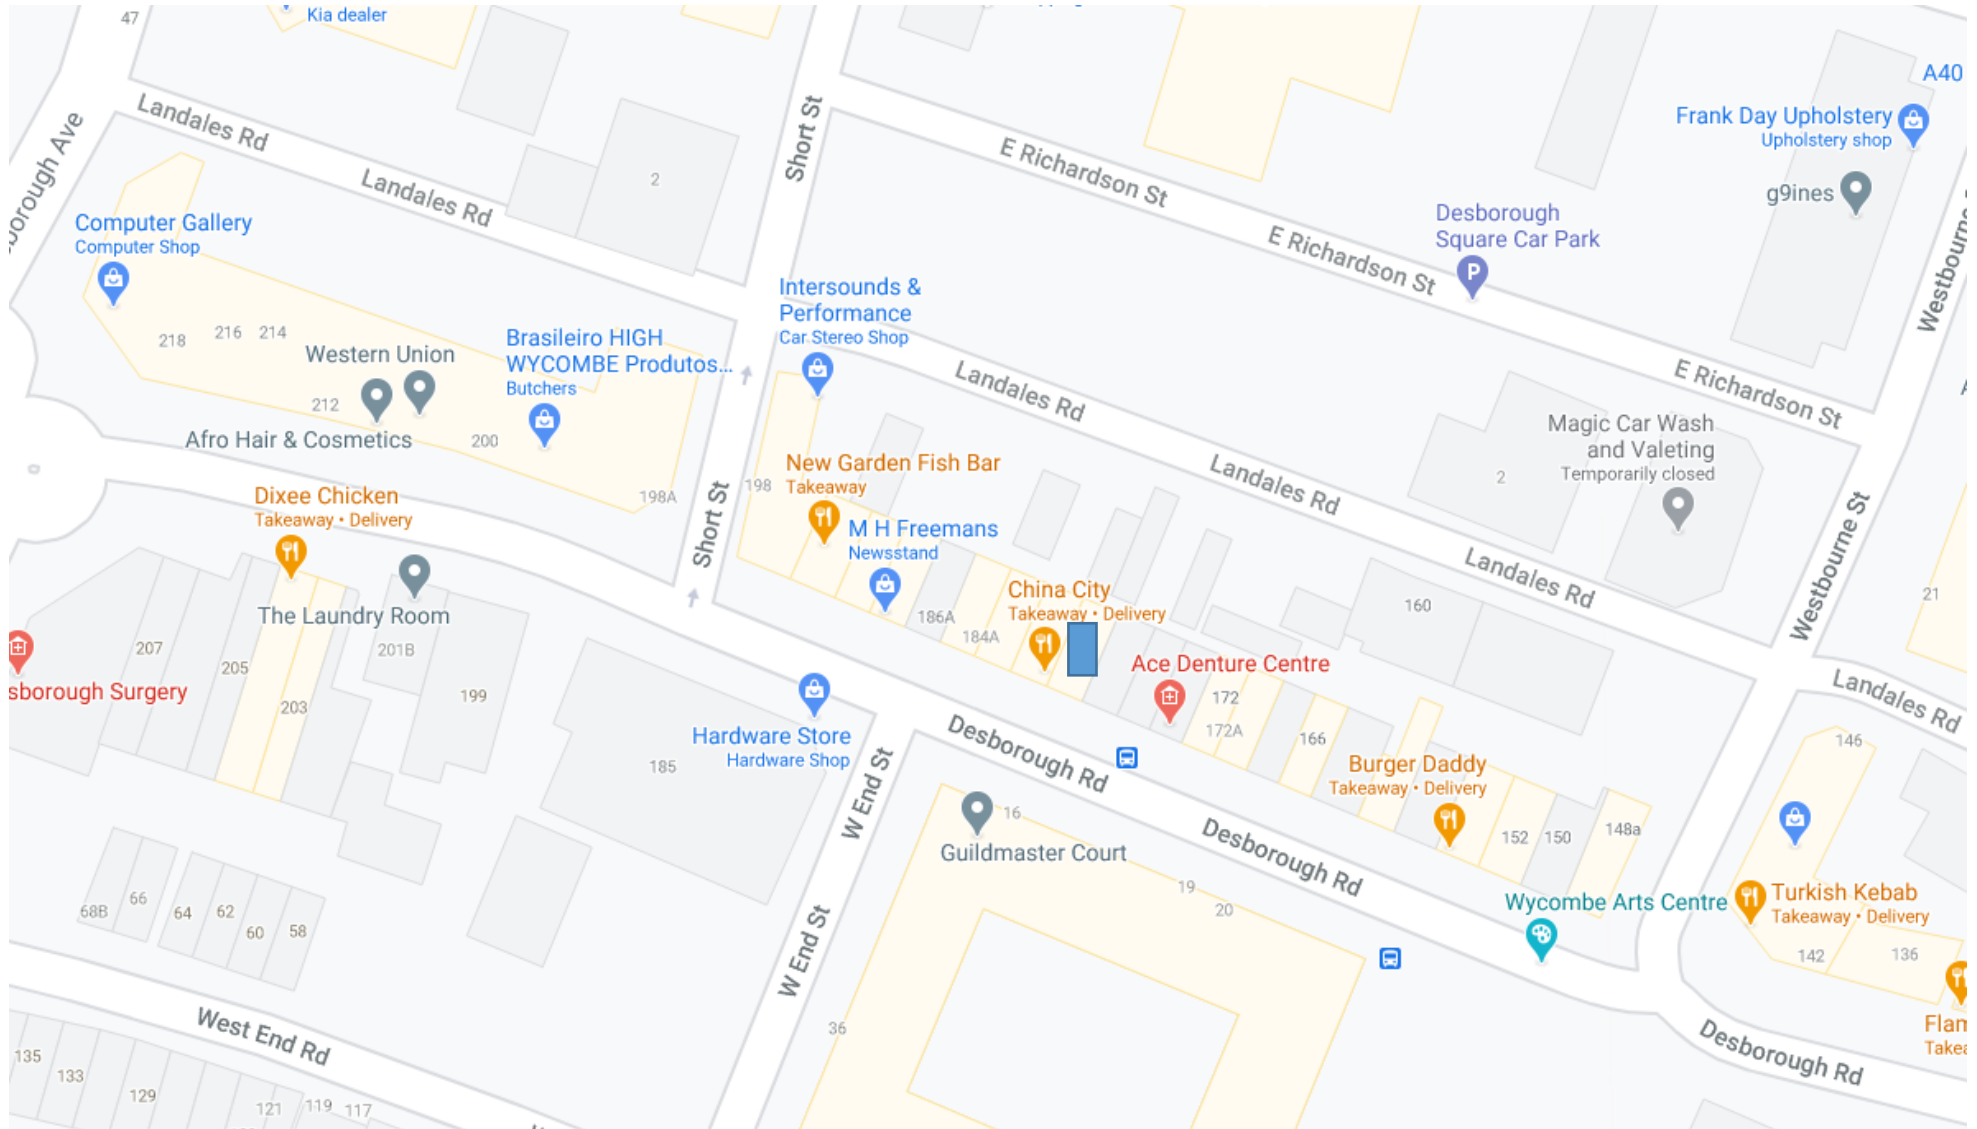 47
Kia dealer
A40
Landales Rd
Short St
E Richardson St
Frank Day Upholstery
Upholstery shop
g9ines
Landales Rd
2
Computer Gallery
Computer Shop
Desborough
Square Car Park
P
E Richardson St
Intersounds &
Performance
Car Stereo Shop
218
216
214
Western Union
Brasileiro HIGH
WYCOMBE Produtos...
Butchers
212
Afro Hair & Cosmetics
200
198A
Landales Rd
E Richardson St
Magic Car Wash
and Valeting
Temporarily closed
2
New Garden Fish Bar
Takeaway
198
Short St
Landales Rd
Dixee Chicken
Takeaway • Delivery
M H Freemans
Newsstand
Westbourne St
Landales Rd
China City
Takeaway • Delivery
186A
184A
160
21
The Laundry Room
207
205
203
201B
199
sborough Surgery
Ace Denture Centre
172
172A
166
Landales Rd
146
Hardware Store
Hardware Shop
185
W End St
Desborough Rd
Burger Daddy
Takeaway • Delivery
152
150
148a
16
Guildmaster Court
Desborough Rd
19
20
Wycombe Arts Centre
Turkish Kebab
Takeaway • Delivery
142
136
68B
66
64
62
60
58
W End St
36
West End Rd
Desborough Rd
135
133
129
121
119
117